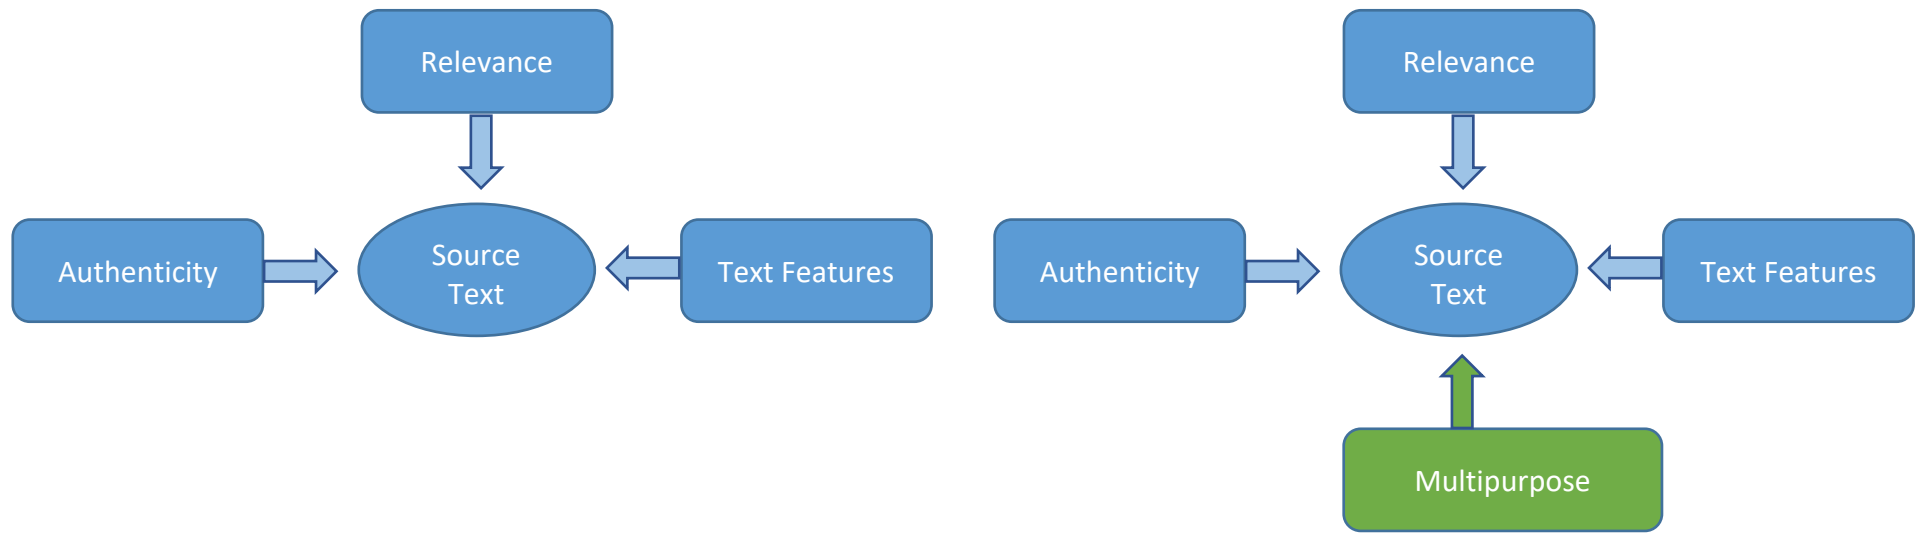 Relevance
Authenticity
Source
Text
Text Features
Relevance
Authenticity
Source
Text
Text Features
Multipurpose